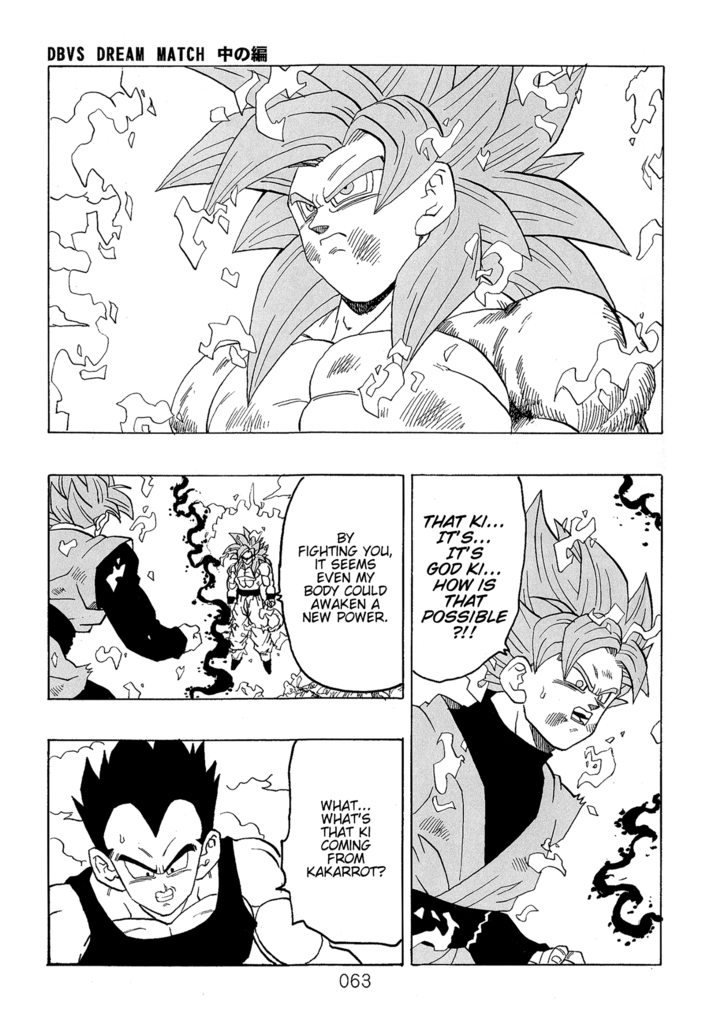 DBVS DREAM MATCH 中の編
THAT KI...
IT'S...
IT'S
GOD KI...
HOW IS
THAT
POSSIBLE
?!!
BY
FIGHTING YOU,
IT SEEMS
EVEN MY
BODY COULD
AWAKEN A
NEW POWER.
WHAT...
WHAT'S
THAT KI
COMING
FROM
KAKARROT?
063